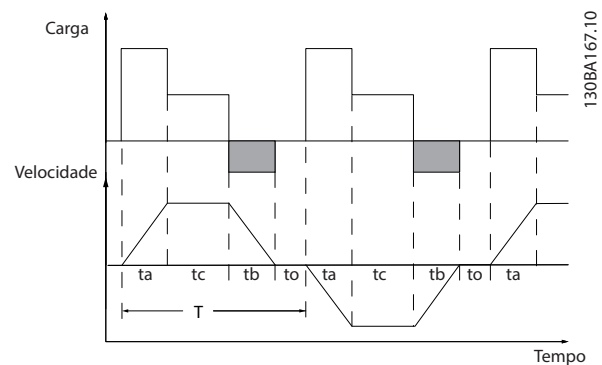 Carga
130BA167.10
Velocidade
ta tc tb to ta tc tb to ta
T
Tempo